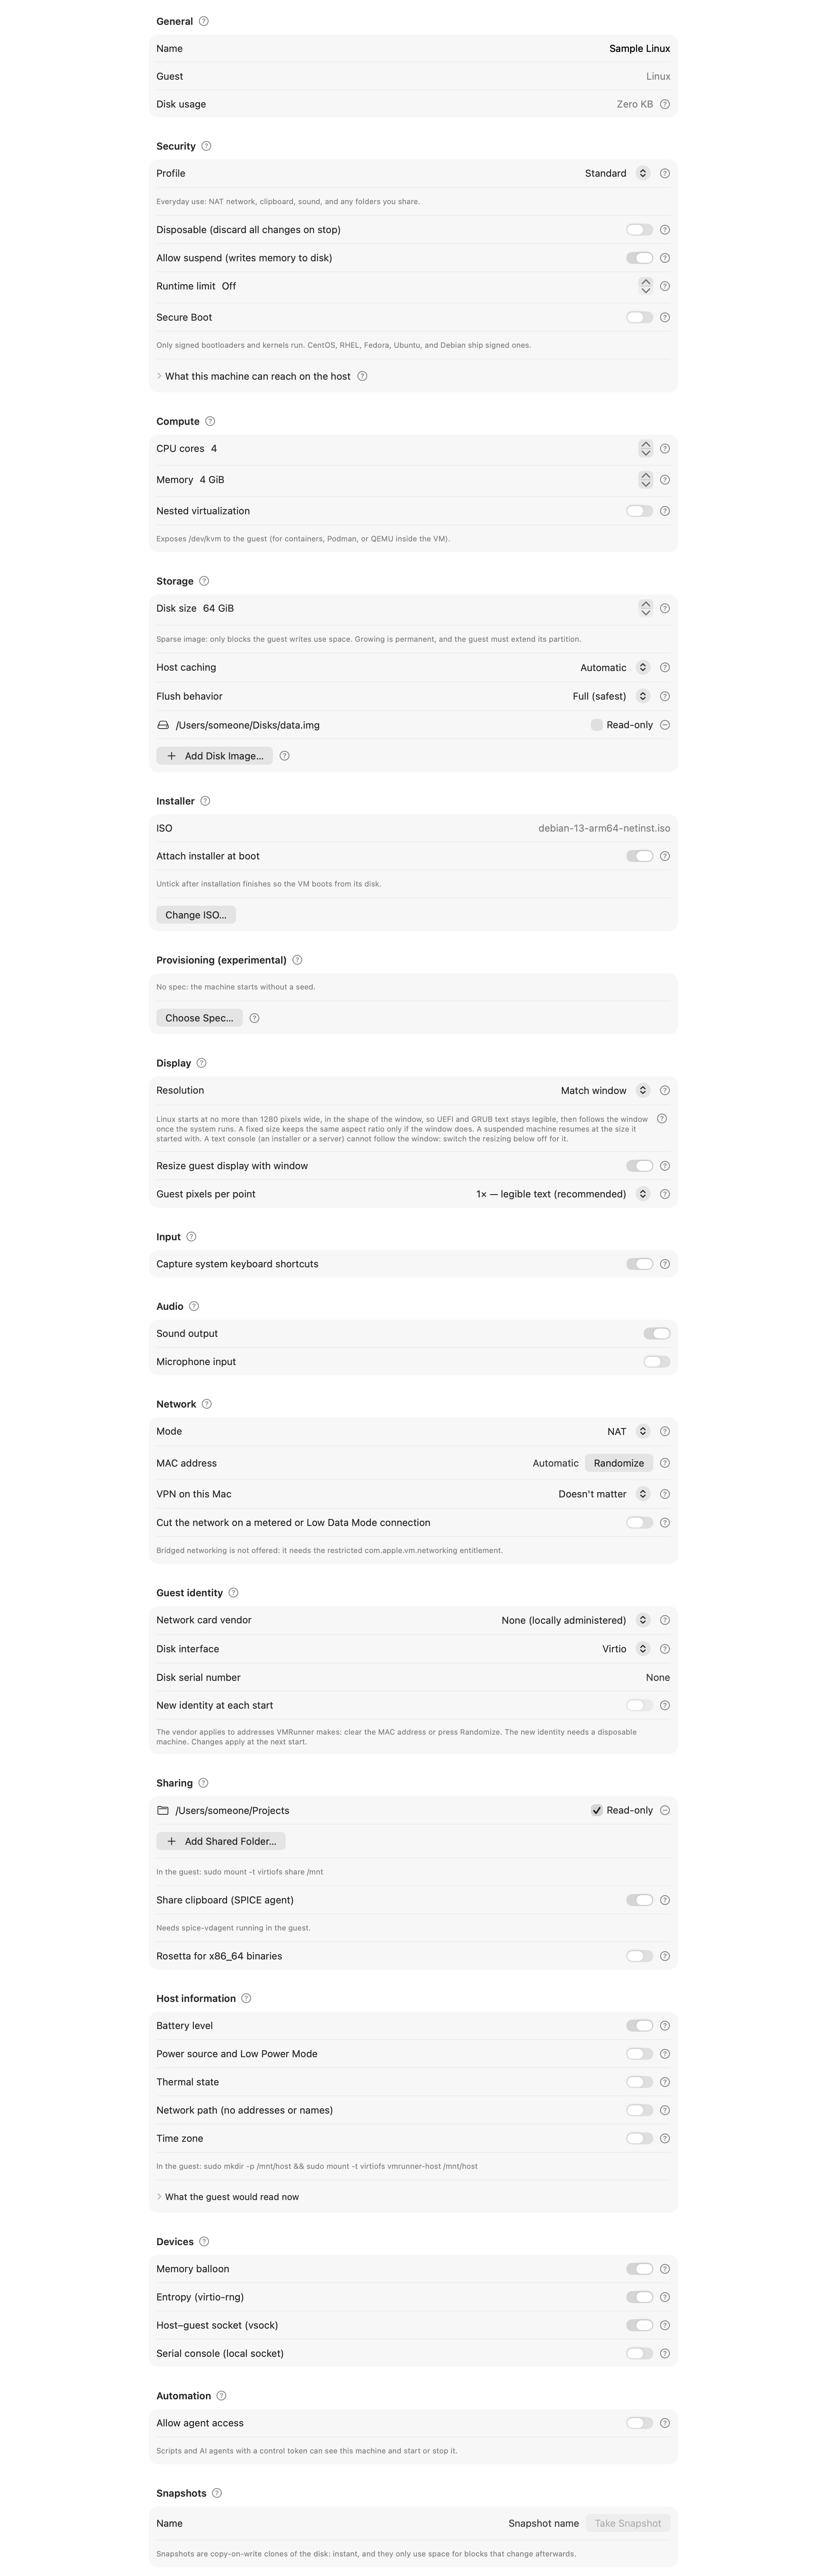 General
Name Sample Linux
Guest Linux
Disk usage Zero KB
Security
Profile Standard
Everyday use: NAT network, clipboard, sound, and any folders you share.
Disposable (discard all changes on stop)
Allow suspend (writes memory to disk)
Runtime limit Off
Secure Boot
Only signed bootloaders and kernels run. CentOS, RHEL, Fedora, Ubuntu, and Debian ship signed ones.
What this machine can reach on the host
Compute
CPU cores 4
Memory 4 GiB
Nested virtualization
Exposes /dev/kvm to the guest (for containers, Podman, or QEMU inside the VM).
Storage
Disk size 64 GiB
Sparse image: only blocks the guest writes use space. Growing is permanent, and the guest must extend its partition.
Host caching Automatic
Flush behavior Full (safest)
/Users/someone/Disks/data.img Read-only
+ Add Disk Image...
Installer
ISO debian-13-arm64-netinst.iso
Attach installer at boot
Untick after installation finishes so the VM boots from its disk.
Change ISO...
Provisioning (experimental)
No spec: the machine starts without a seed.
Choose Spec...
Display
Resolution Match window
Linux starts at no more than 1280 pixels wide, in the shape of the window, so UEFI and GRUB text stays legible, then follows the window
once the system runs. A fixed size keeps the same aspect ratio only if the window does. A suspended machine resumes at the size it
started with. A text console (an installer or a server) cannot follow the window: switch the resizing below off for it.
Resize guest display with window
Guest pixels per point 1× — legible text (recommended)
Input
Capture system keyboard shortcuts
Audio
Sound output
Microphone input
Network
Mode NAT
MAC address Automatic Randomize
VPN on this Mac Doesn't matter
Cut the network on a metered or Low Data Mode connection
Bridged networking is not offered: it needs the restricted com.apple.vm.networking entitlement.
Guest identity
Network card vendor None (locally administered)
Disk interface Virtio
Disk serial number None
New identity at each start
The vendor applies to addresses VMRunner makes: clear the MAC address or press Randomize. The new identity needs a disposable
machine. Changes apply at the next start.
Sharing
/Users/someone/Projects Read-only
+ Add Shared Folder...
In the guest: sudo mount -t virtiofs share /mnt
Share clipboard (SPICE agent)
Needs spice-vdagent running in the guest.
Rosetta for x86_64 binaries
Host information
Battery level
Power source and Low Power Mode
Thermal state
Network path (no addresses or names)
Time zone
In the guest: sudo mkdir -p /mnt/host && sudo mount -t virtiofs vmrunner-host /mnt/host
What the guest would read now
Devices
Memory balloon
Entropy (virtio-rng)
Host–guest socket (vsock)
Serial console (local socket)
Automation
Allow agent access
Scripts and AI agents with a control token can see this machine and start or stop it.
Snapshots
Name Snapshot name Take Snapshot
Snapshots are copy-on-write clones of the disk: instant, and they only use space for blocks that change afterwards.